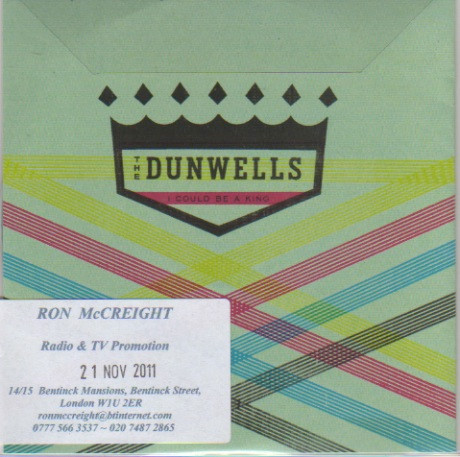 THE DUNWELLS
I COULD BE A KING
RON McCREIGHT
Radio & TV Promotion
21 NOV 2011
14/15 Bentinck Mansions, Bentinck Street,
London W1U 2ER
ronmccreight@btinternet.com
0777 566 3537 ~ 020 7487 2865